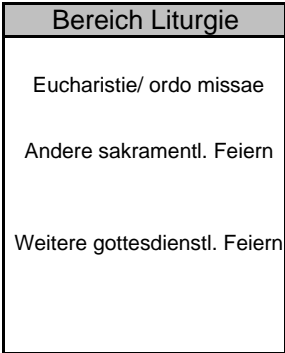 Bereich Liturgie
Eucharistie/ ordo missae
Andere sakramentl. Feiern
Weitere gottesdienstl. Feiern